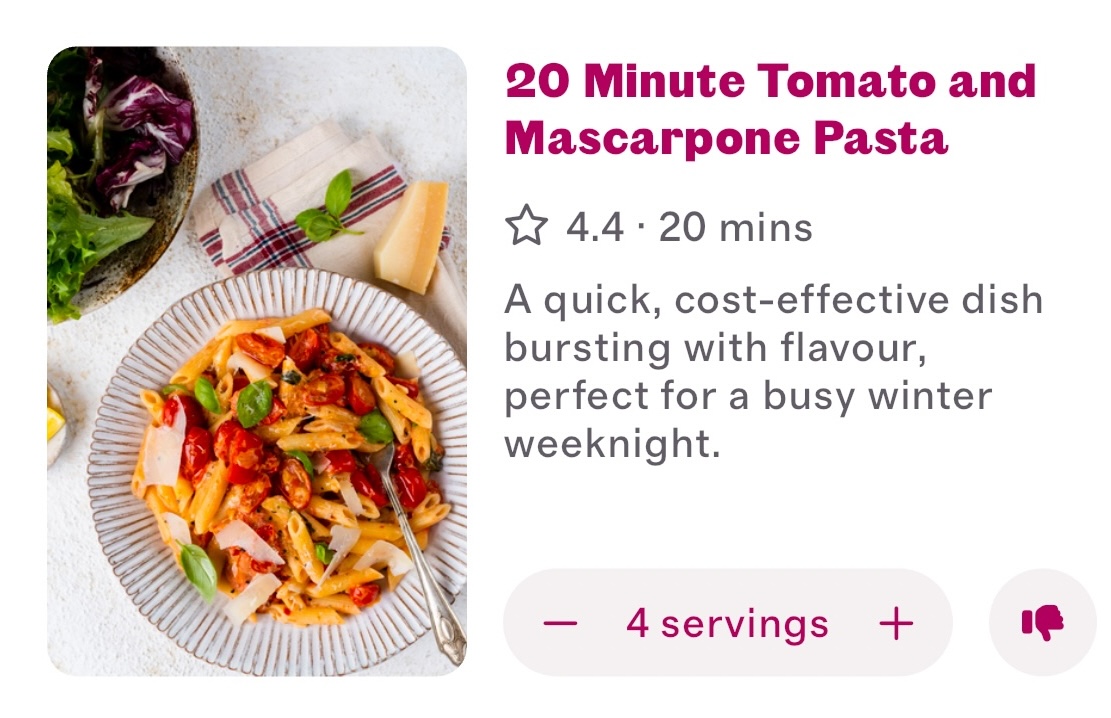 20 Minute Tomato and
Mascarpone Pasta
4.4 · 20 mins
A quick, cost-effective dish
bursting with flavour,
perfect for a busy winter
weeknight.
− 4 servings +